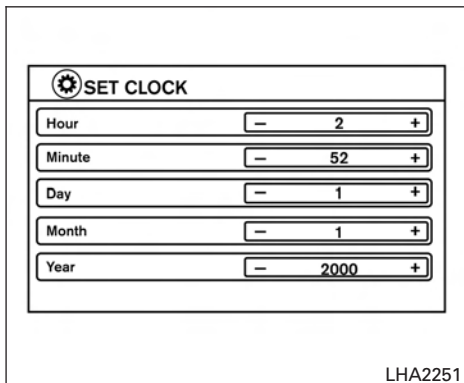 SET CLOCK
Hour – 2 +
Minute – 52 +
Day – 1 +
Month – 1 +
Year – 2000 +
LHA2251